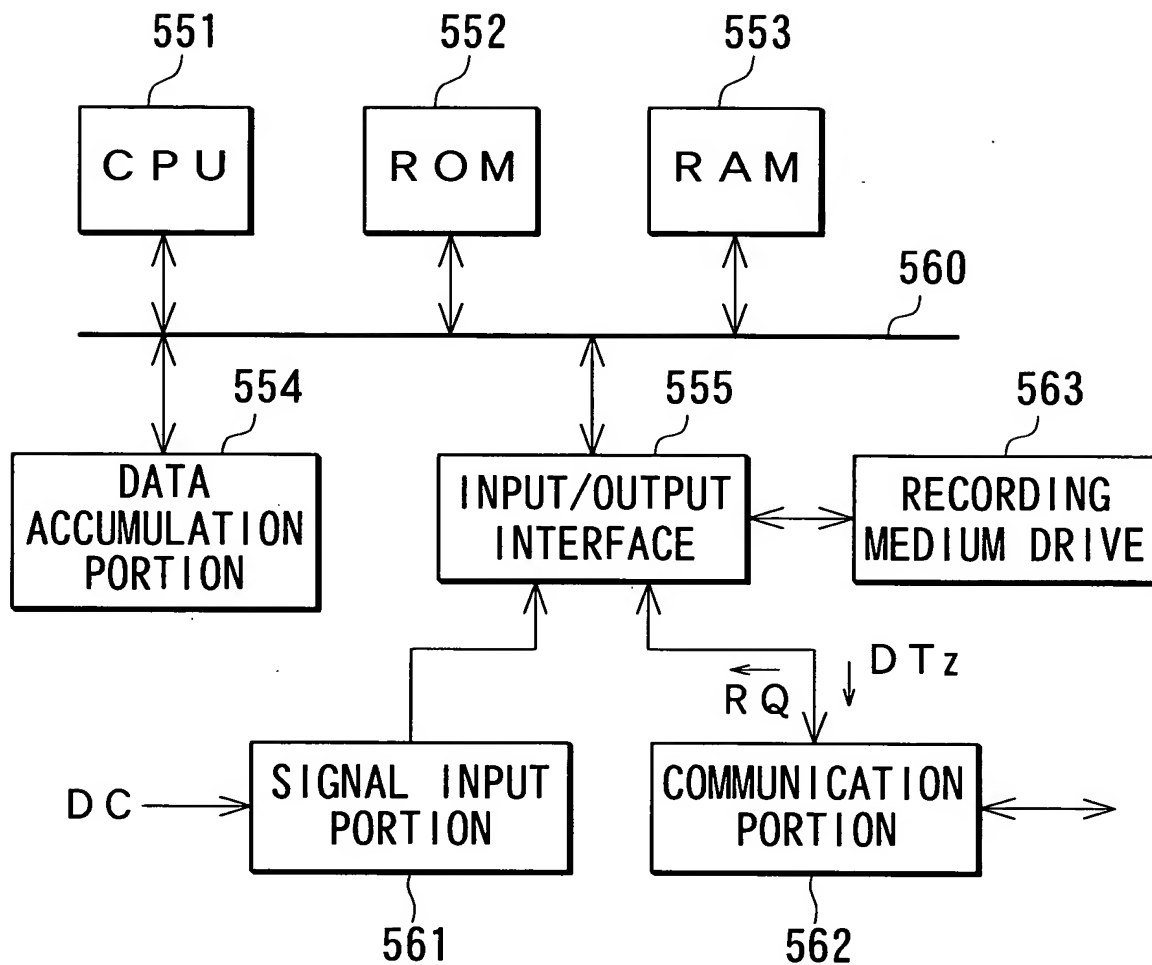 551
552
553
CPU
ROM
RAM
560
554
555
563
DATA
ACCUMULATION
PORTION
INPUT/OUTPUT
INTERFACE
RECORDING
MEDIUM DRIVE
RQ
DTz
DC
SIGNAL INPUT
PORTION
COMMUNICATION
PORTION
561
562